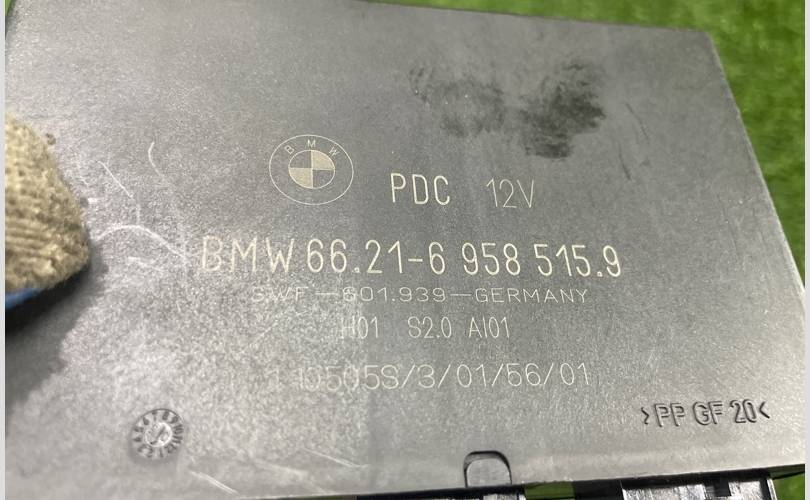 BMW
PDC 12V
BMW 66.21-6 958 515.9
SWF-601.939-GERMANY
H01 S2.0 AI01
10505S/3/01/56/01
>PP GF 20<